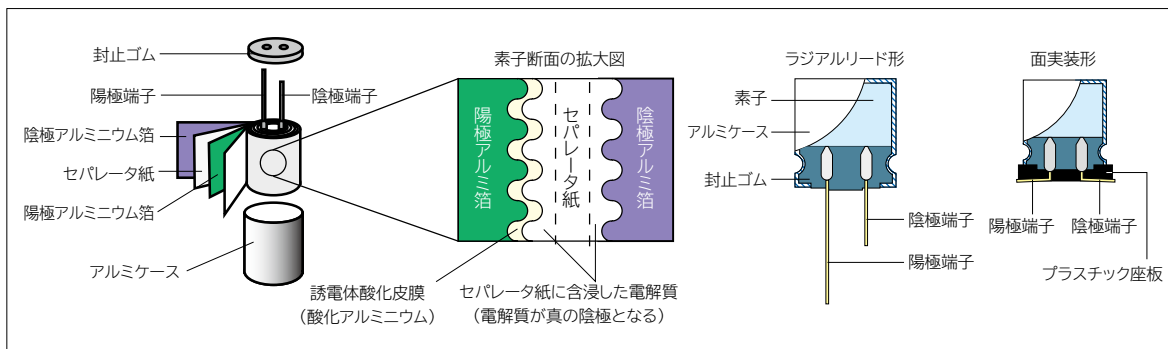 封止ゴム
陽極端子
陰極端子
陰極アルミニウム箔
セパレータ紙
陽極アルミニウム箔
アルミケース
素子断面の拡大図
陽極アルミ箔
セパレータ紙
陰極アルミ箔
誘電体酸化皮膜
（酸化アルミニウム）
セパレータ紙に含浸した電解質
（電解質が真の陰極となる）
ラジアルリード形
素子
アルミケース
封止ゴム
陰極端子
陽極端子
面実装形
陽極端子
陰極端子
プラスチック座板